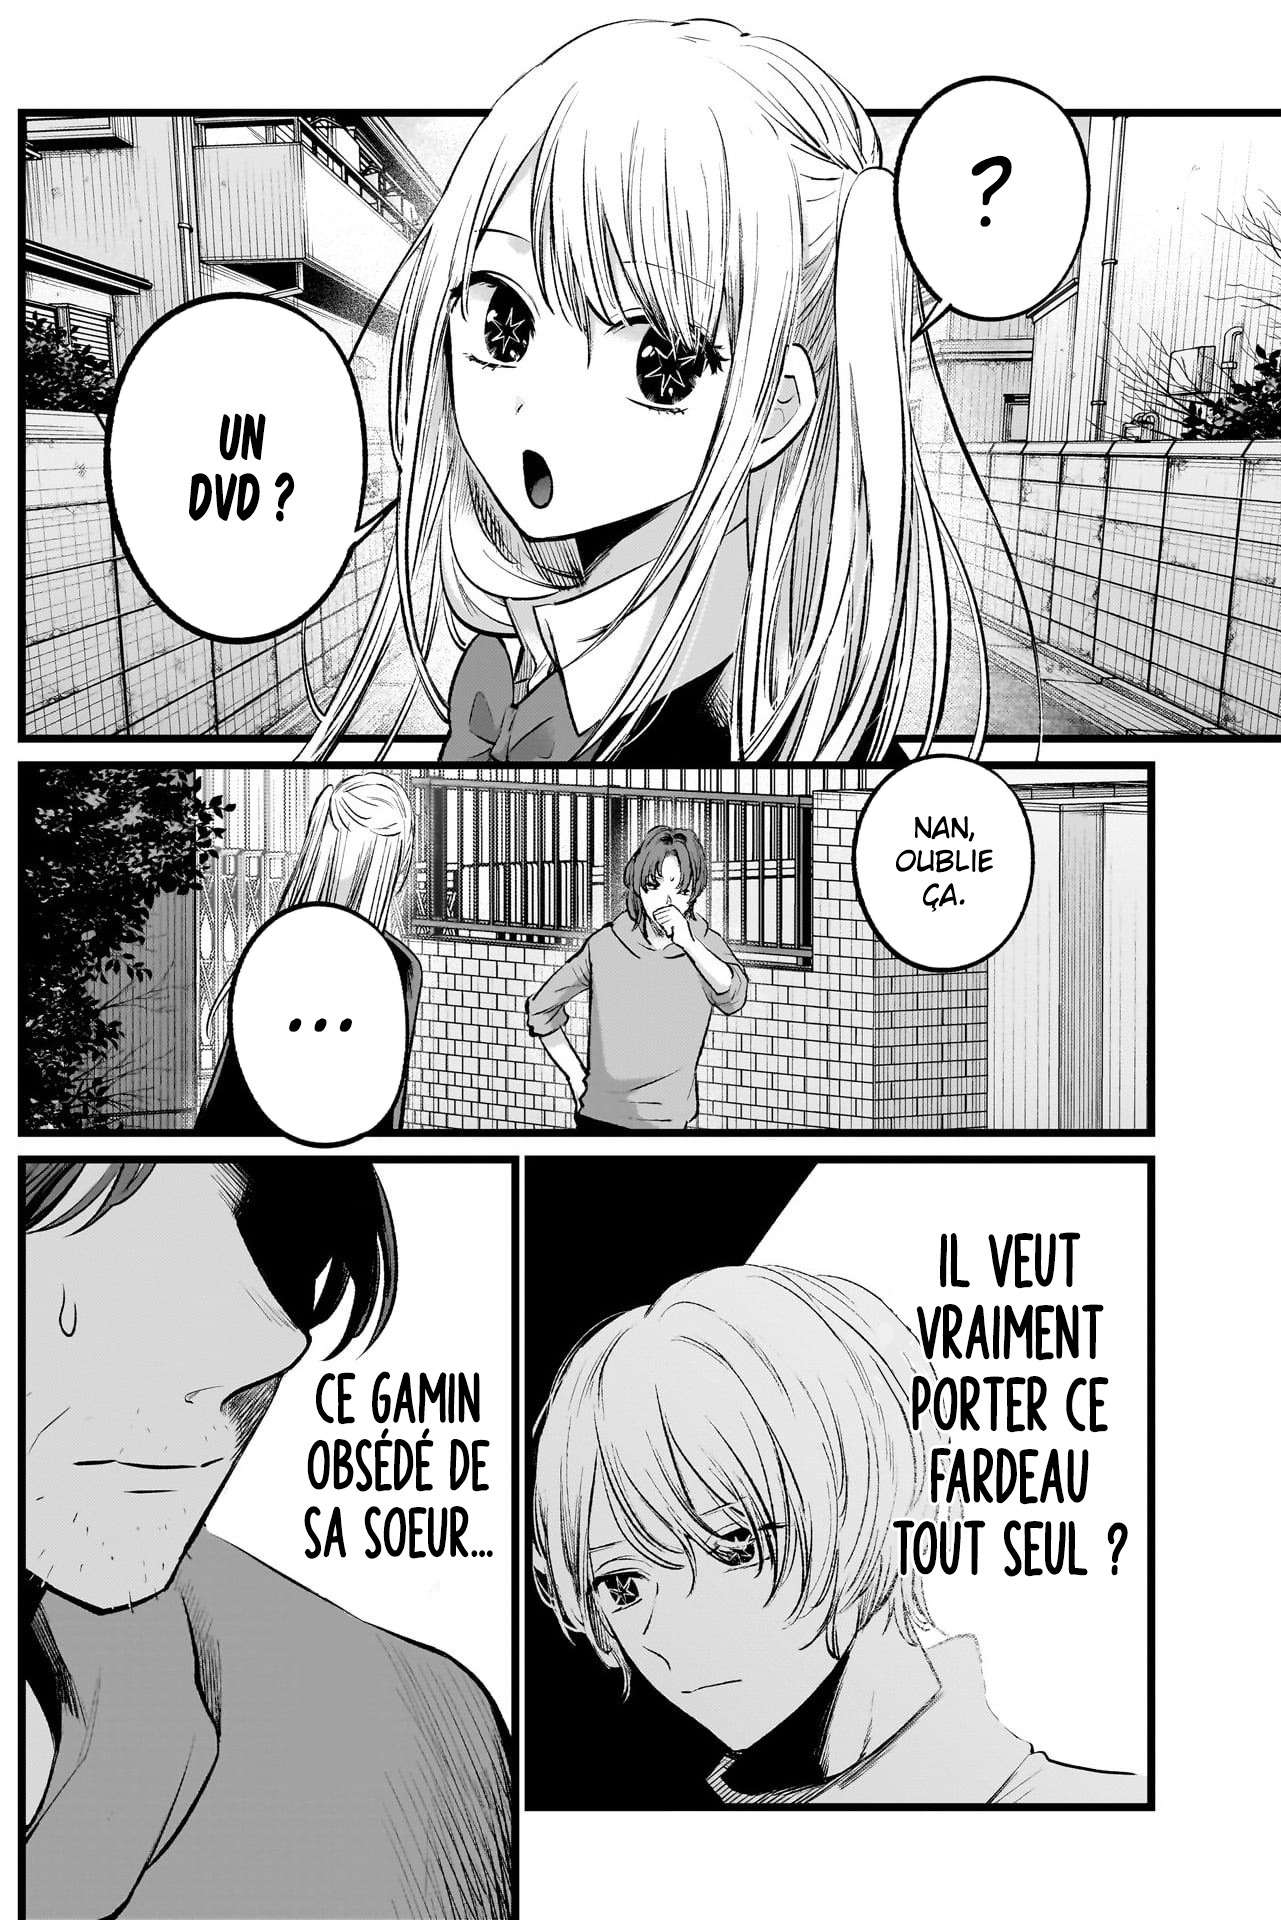 ?
UN
DVD ?
NAN,
OUBLIE
ÇA.
...
IL VEUT
VRAIMENT
PORTER CE
FARDEAU
TOUT SEUL ?
CE GAMIN
OBSÉDÉ DE
SA SOEUR...